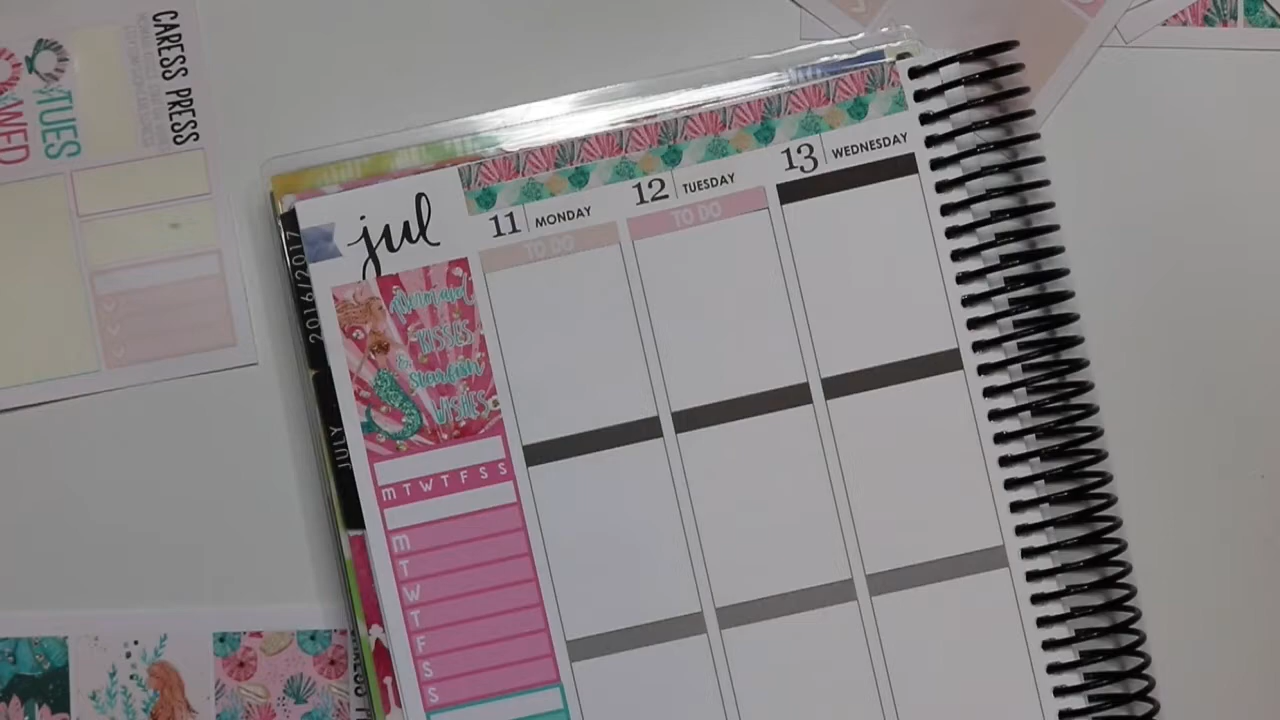 CARESS PRESS
TUES
WED
2016/2017
JULY
jul
11 MONDAY
12 TUESDAY
13 WEDNESDAY
TO DO
TO DO
mermaid
KISSES
&
starfish
WISHES
M T W T F S S
M
T
W
T
F
S
S